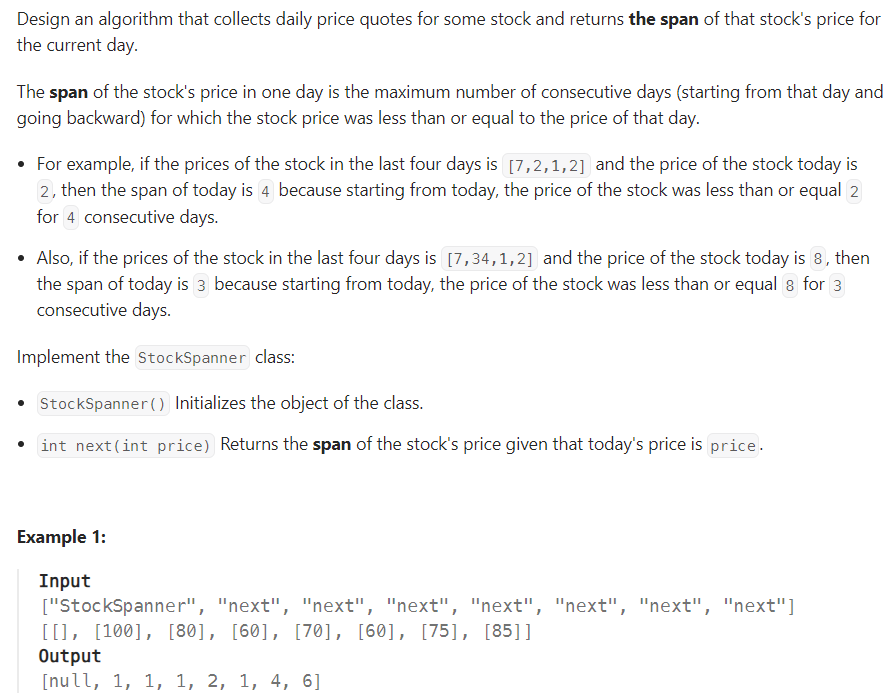 Design an algorithm that collects daily price quotes for some stock and returns the span of that stock's price for
the current day.
The span of the stock's price in one day is the maximum number of consecutive days (starting from that day and
going backward) for which the stock price was less than or equal to the price of that day.
• For example, if the prices of the stock in the last four days is [7,2,1,2] and the price of the stock today is
2, then the span of today is 4 because starting from today, the price of the stock was less than or equal 2
for 4 consecutive days.
• Also, if the prices of the stock in the last four days is [7,34,1,2] and the price of the stock today is 8, then
the span of today is 3 because starting from today, the price of the stock was less than or equal 8 for 3
consecutive days.
Implement the StockSpanner class:
• StockSpanner() Initializes the object of the class.
• int next(int price) Returns the span of the stock's price given that today's price is price.
Example 1:
Input
["StockSpanner", "next", "next", "next", "next", "next", "next", "next"]
[[], [100], [80], [60], [70], [60], [75], [85]]
Output
[null, 1, 1, 1, 2, 1, 4, 6]